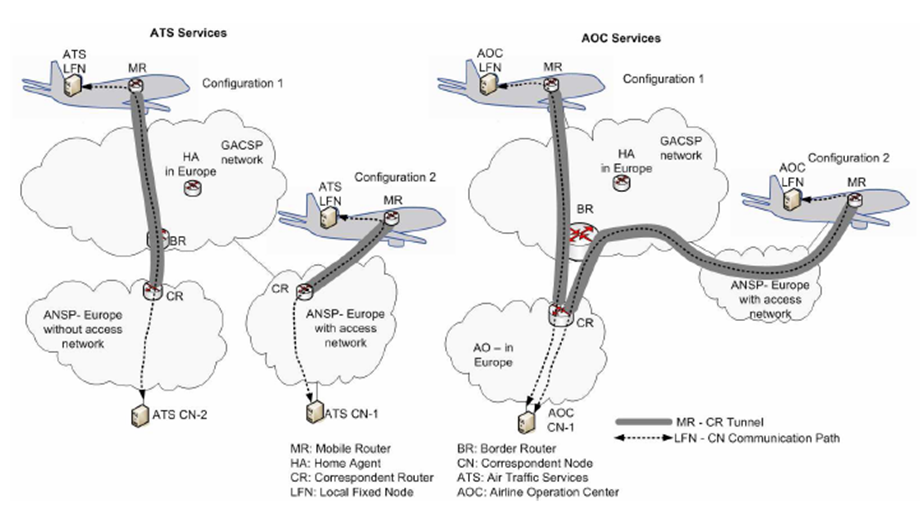 ATS Services
ATS
LFN
MR
Configuration 1
GACSP
network
HA
in Europe
BR
ATS
LFN
Configuration 2
MR
CR
CR
ANSP- Europe
without access
network
ANSP- Europe
with access
network
ATS CN-2
ATS CN-1
AOC Services
AOC
LFN
MR
Configuration 1
GACSP
network
HA
in Europe
BR
AOC
LFN
Configuration 2
MR
ANSP- Europe
with access
network
CR
AO – in
Europe
AOC
CN-1
MR - CR Tunnel
LFN - CN Communication Path
MR: Mobile Router
HA: Home Agent
CR: Correspondent Router
LFN: Local Fixed Node
BR: Border Router
CN: Correspondent Node
ATS: Air Traffic Services
AOC: Airline Operation Center